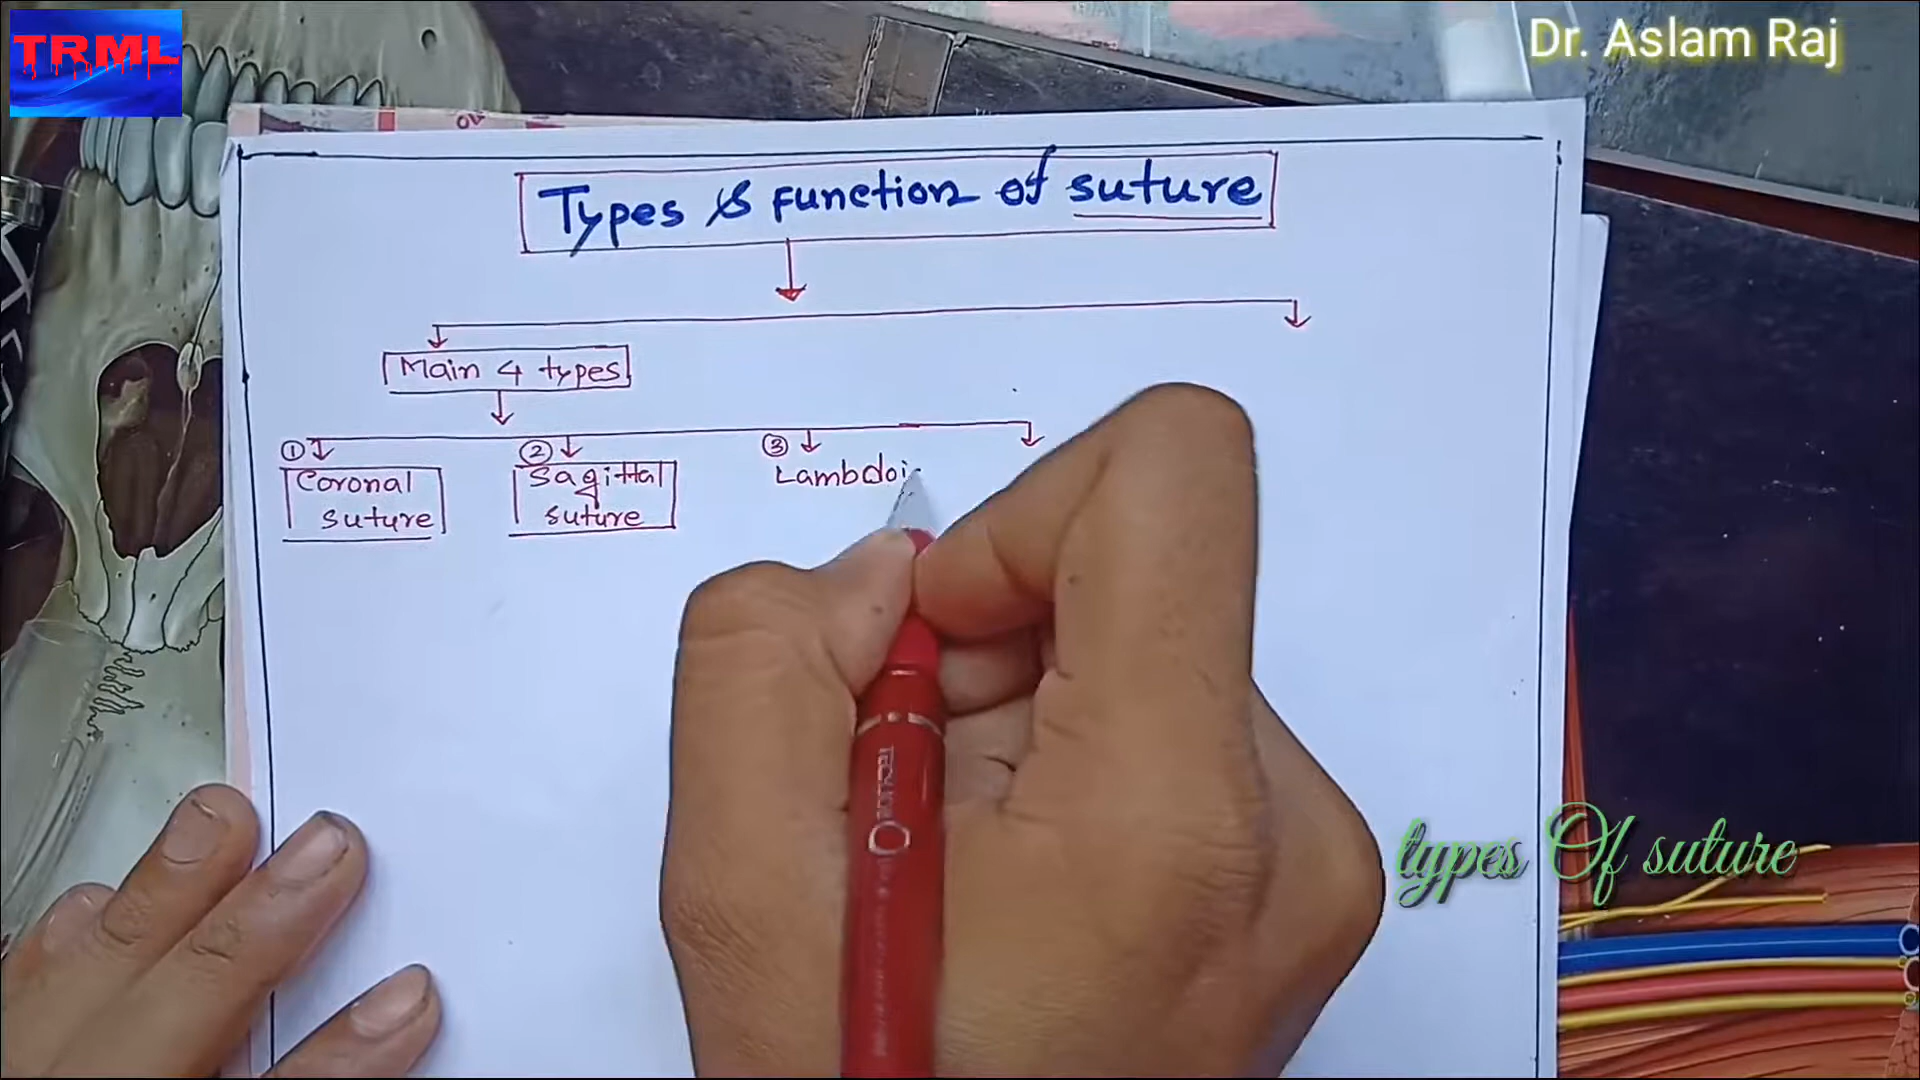 TRML
Dr. Aslam Raj
Types & function of suture
Main 4 types
① ② ③
Coronal
suture
Sagittal
suture
Lambdoi
types Of suture